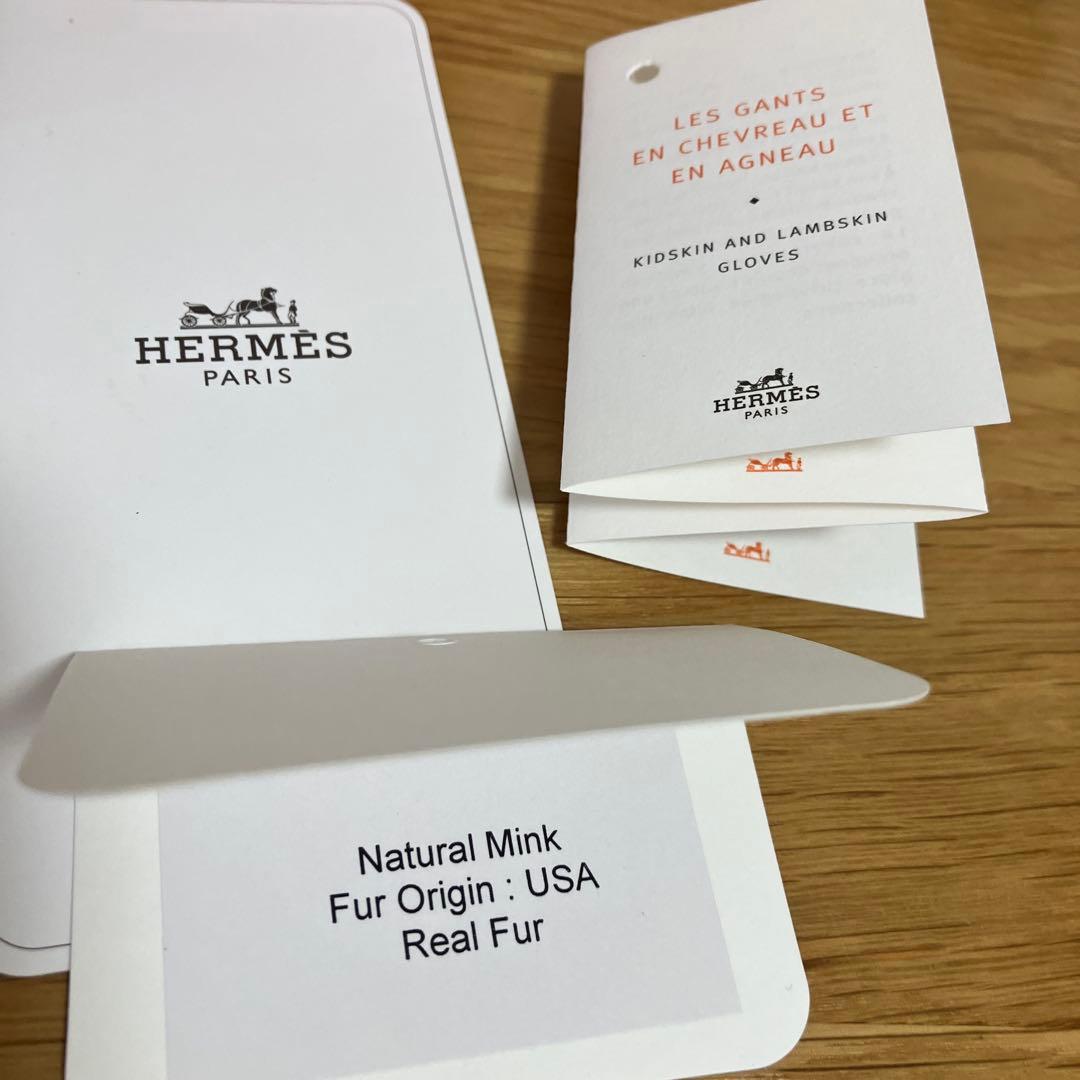 HERMÈS
PARIS
LES GANTS
EN CHEVREAU ET
EN AGNEAU
KIDSKIN AND LAMBSKIN
GLOVES
HERMÈS
PARIS
Natural Mink
Fur Origin : USA
Real Fur